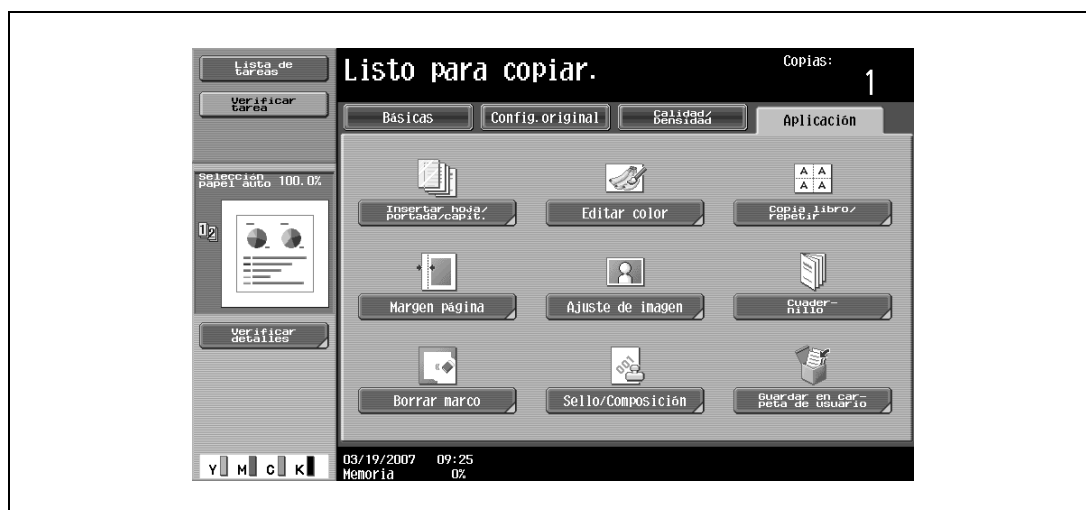 Lista de
tareas
Verificar
tarea
Selección
papel auto 100.0%
12
Verificar
detalles
Y M C K
Listo para copiar.
Copias:
1
Básicas
Config.original
Calidad/
Densidad
Aplicación
A A
A A
Insertar hoja/
portada/capít.
Editar color
Copia libro/
repetir
Margen página
Ajuste de imagen
Cuader-
nillo
001
Borrar marco
Sello/Composición
Guardar en car-
peta de usuario
03/19/2007 09:25
Memoria 0%